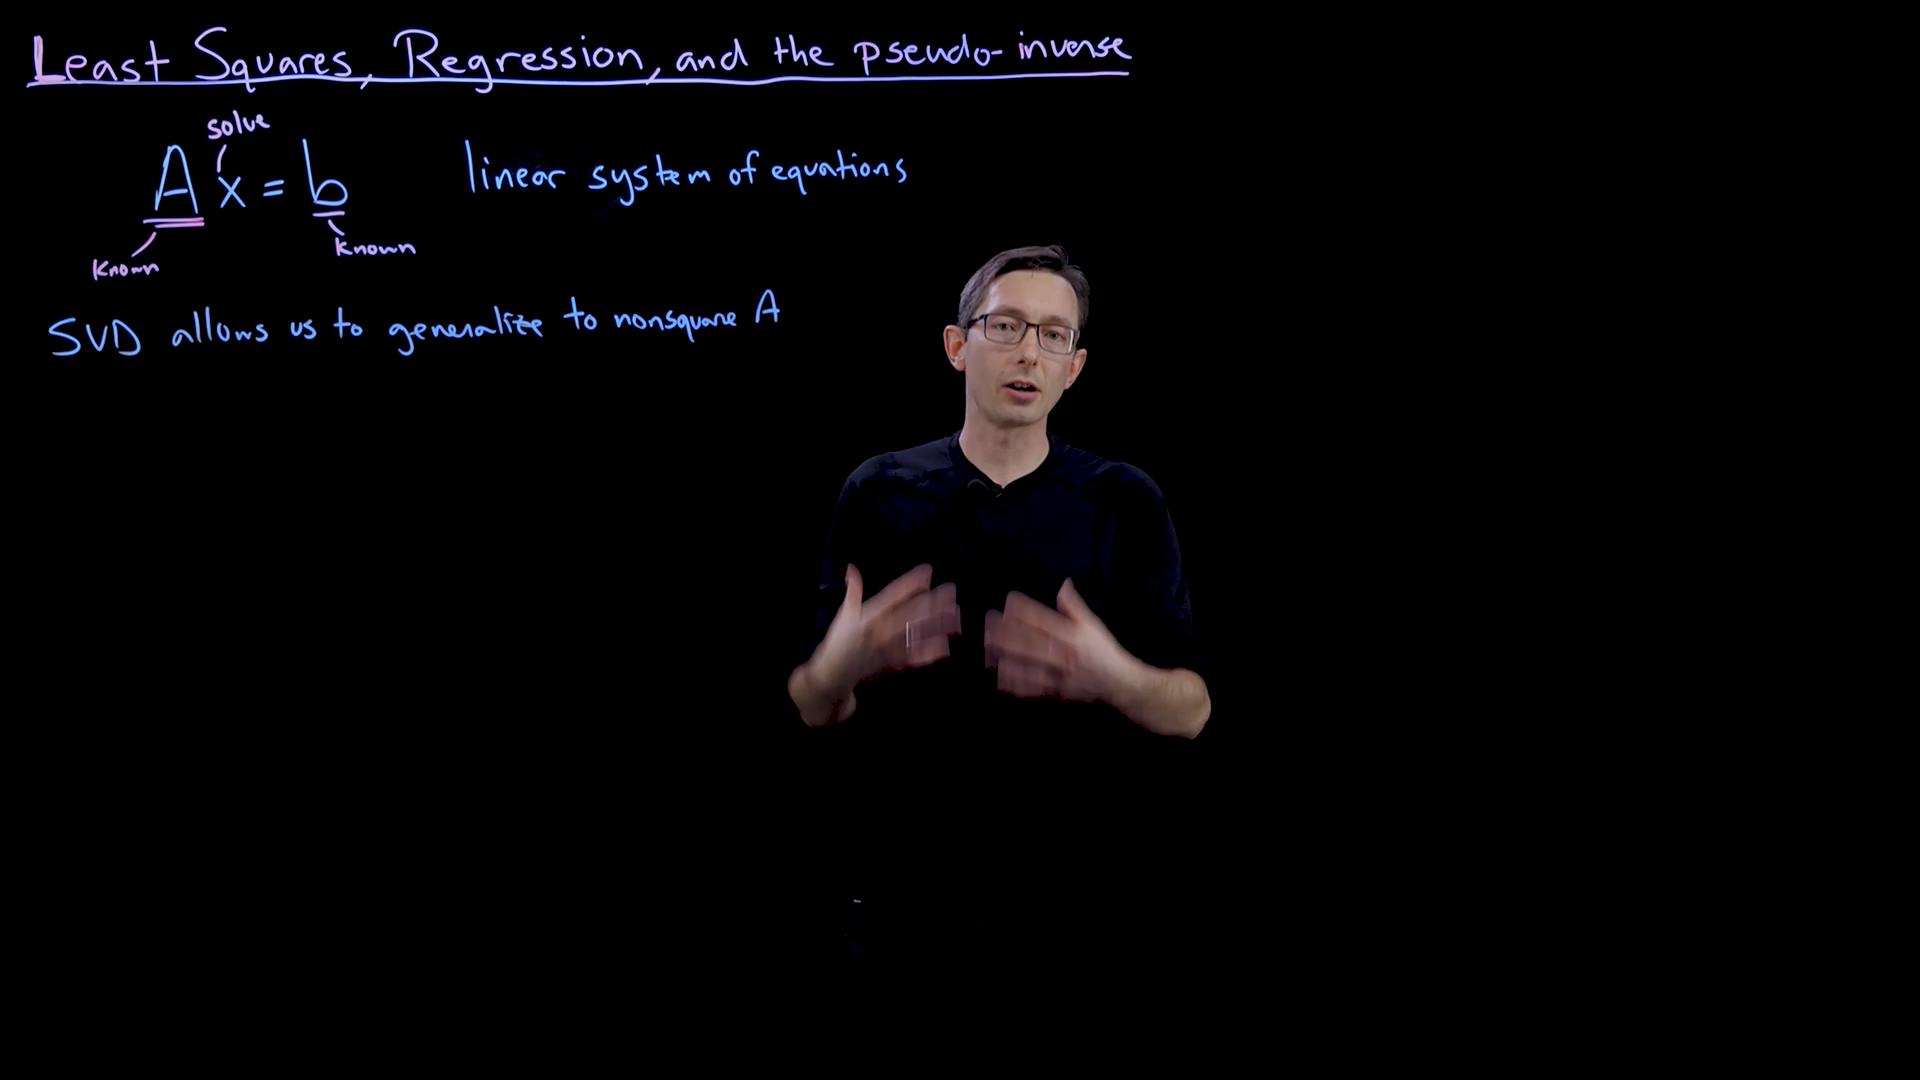 Least Squares, Regression, and the pseudo-inverse
solve
A x = b
linear system of equations
Known
Known
SVD allows us to generalize to nonsquare A